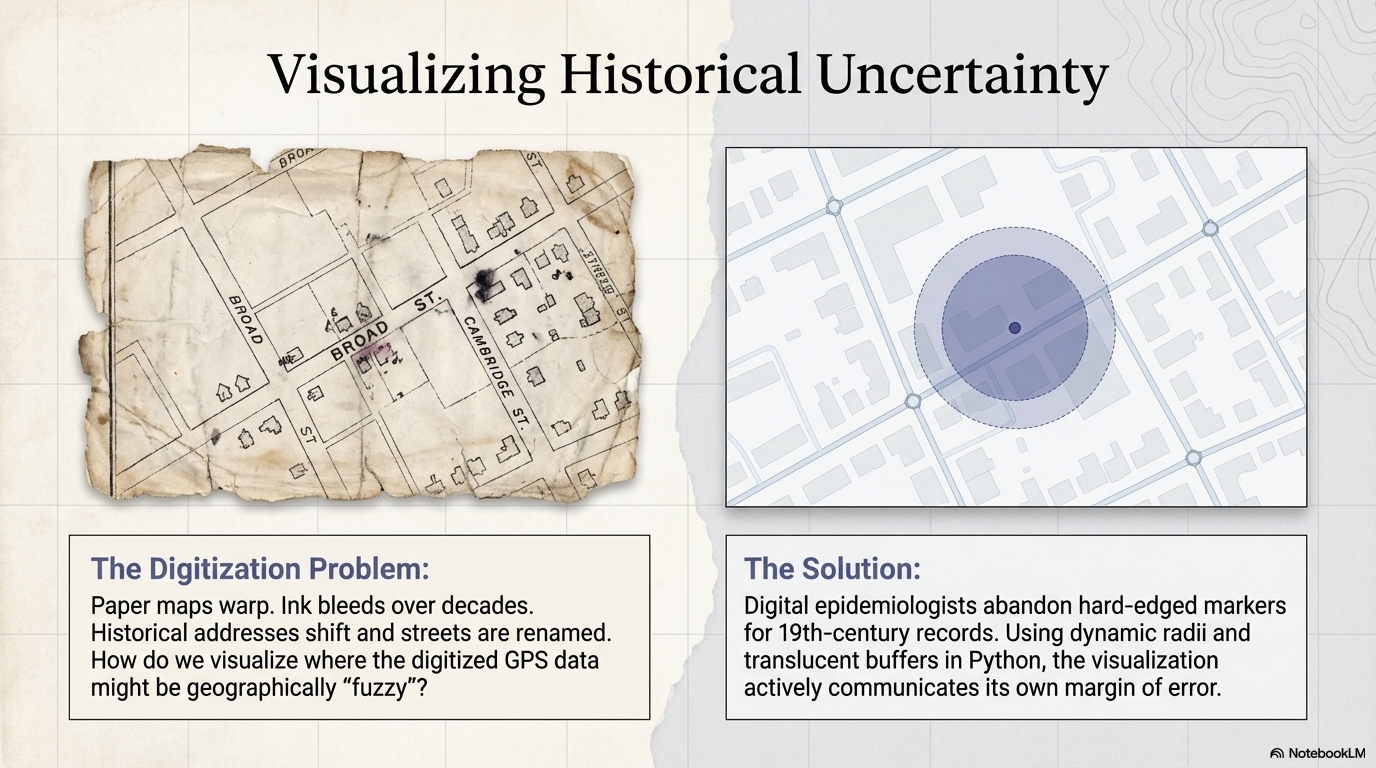 Visualizing Historical Uncertainty
BROA
ST
BROAD
BROAD ST.
CAMBRIDGE ST.
ST
The Digitization Problem:
Paper maps warp. Ink bleeds over decades.
Historical addresses shift and streets are renamed.
How do we visualize where the digitized GPS data
might be geographically “fuzzy”?
The Solution:
Digital epidemiologists abandon hard-edged markers
for 19th-century records. Using dynamic radii and
translucent buffers in Python, the visualization
actively communicates its own margin of error.
NotebookLM